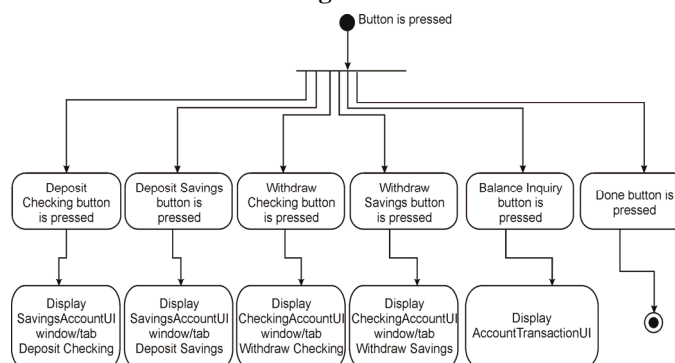 Button is pressed
Deposit
Checking button
is pressed
Deposit Savings
button is
pressed
Withdraw
Checking button
is pressed
Withdraw
Savings button
is pressed
Balance Inquiry
button is
pressed
Done button is
pressed
Display
SavingsAccountUI
window/tab
Deposit Checking
Display
SavingsAccountUI
window/tab
Deposit Savings
Display
CheckingAccountUI
window/tab
Withdraw Checking
Display
CheckingAccountUI
window/tab
Withdraw Savings
Display
AccountTransactionUI